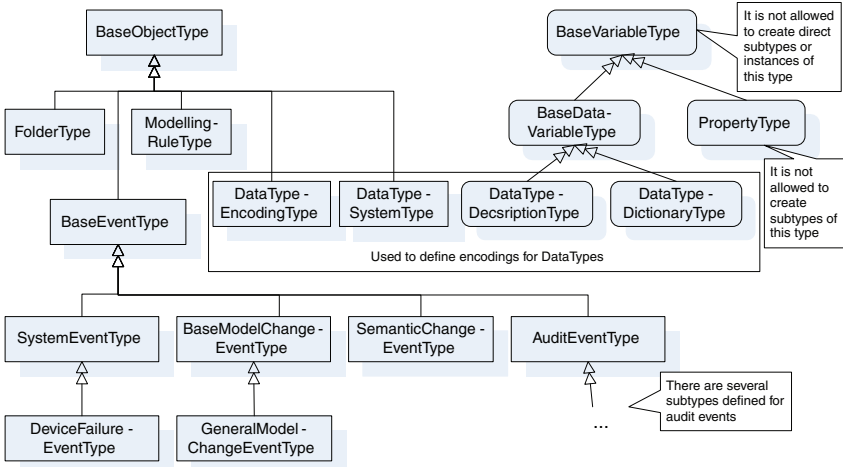 BaseObjectType
BaseVariableType
It is not allowed
to create direct
subtypes or
instances of
this type
FolderType
Modelling-
RuleType
BaseData-
VariableType
PropertyType
It is not
allowed to
create
subtypes of
this type
BaseEventType
DataType-
EncodingType
DataType-
SystemType
DataType-
DecsriptionType
DataType-
DictionaryType
Used to define encodings for DataTypes
SystemEventType
BaseModelChange-
EventType
SemanticChange-
EventType
AuditEventType
There are several
subtypes defined for
audit events
DeviceFailure-
EventType
GeneralModel-
ChangeEventType
...